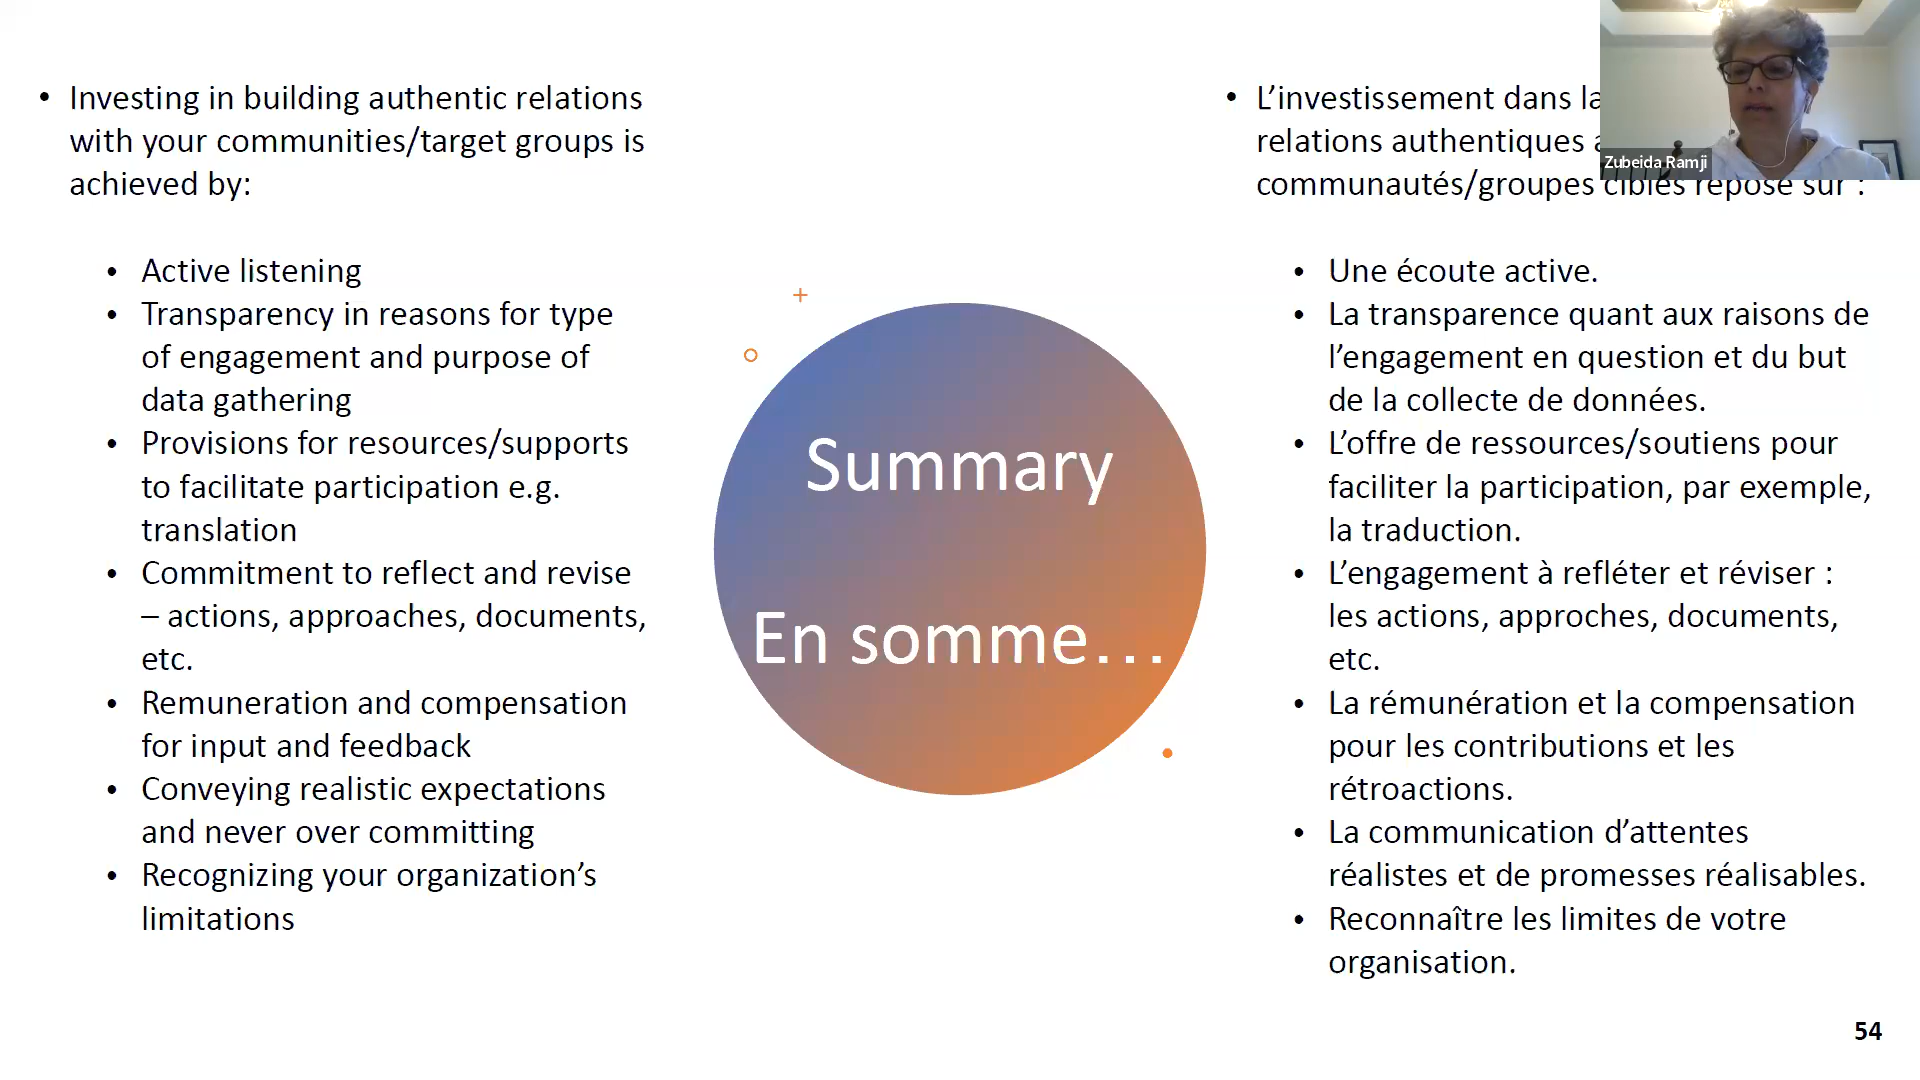 • Investing in building authentic relations
with your communities/target groups is
achieved by:
• Active listening
• Transparency in reasons for type
of engagement and purpose of
data gathering
• Provisions for resources/supports
to facilitate participation e.g.
translation
• Commitment to reflect and revise
– actions, approaches, documents,
etc.
• Remuneration and compensation
for input and feedback
• Conveying realistic expectations
and never over committing
• Recognizing your organization’s
limitations
Summary
En somme…
• L’investissement dans la
relations authentiques
communautés/groupes ciblés repose sur :
• Une écoute active.
• La transparence quant aux raisons de
l’engagement en question et du but
de la collecte de données.
• L’offre de ressources/soutiens pour
faciliter la participation, par exemple,
la traduction.
• L’engagement à refléter et réviser :
les actions, approches, documents,
etc.
• La rémunération et la compensation
pour les contributions et les
rétroactions.
• La communication d’attentes
réalistes et de promesses réalisables.
• Reconnaître les limites de votre
organisation.
Zubeida Ramji
54